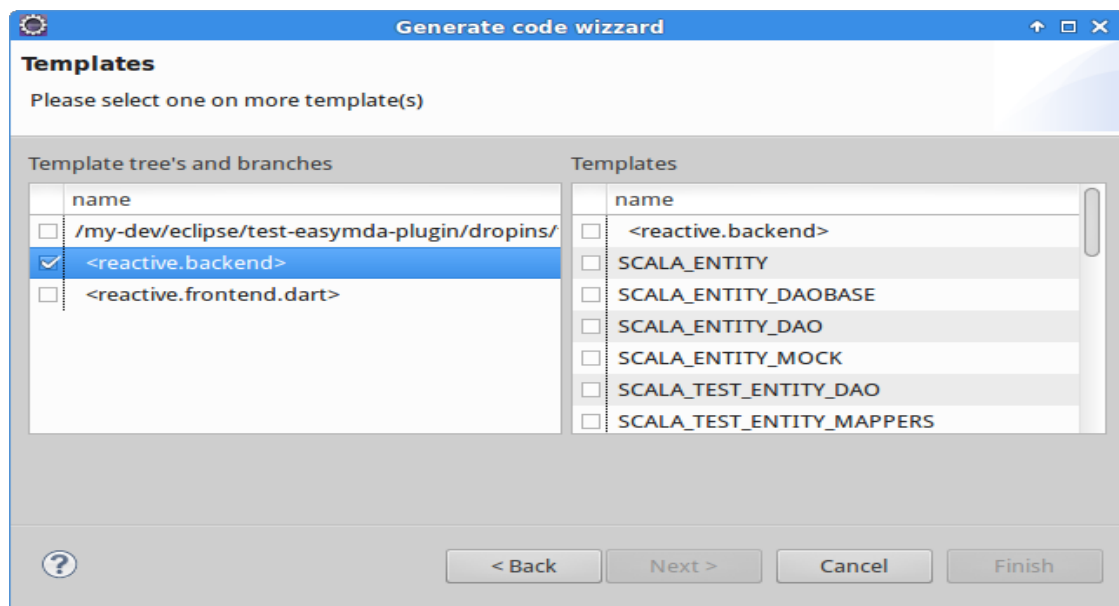 Generate code wizzard
Templates
Please select one on more template(s)
Template tree's and branches
name
/my-dev/eclipse/test-easymda-plugin/dropins/
<reactive.backend>
<reactive.frontend.dart>
Templates
name
<reactive.backend>
SCALA_ENTITY
SCALA_ENTITY_DAOBASE
SCALA_ENTITY_DAO
SCALA_ENTITY_MOCK
SCALA_TEST_ENTITY_DAO
SCALA_TEST_ENTITY_MAPPERS
?
< Back
Next >
Cancel
Finish